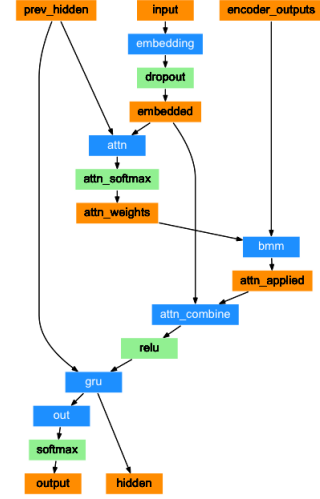 prev_hidden
input
encoder_outputs
embedding
dropout
embedded
attn
attn_softmax
attn_weights
bmm
attn_applied
attn_combine
relu
gru
out
softmax
output
hidden